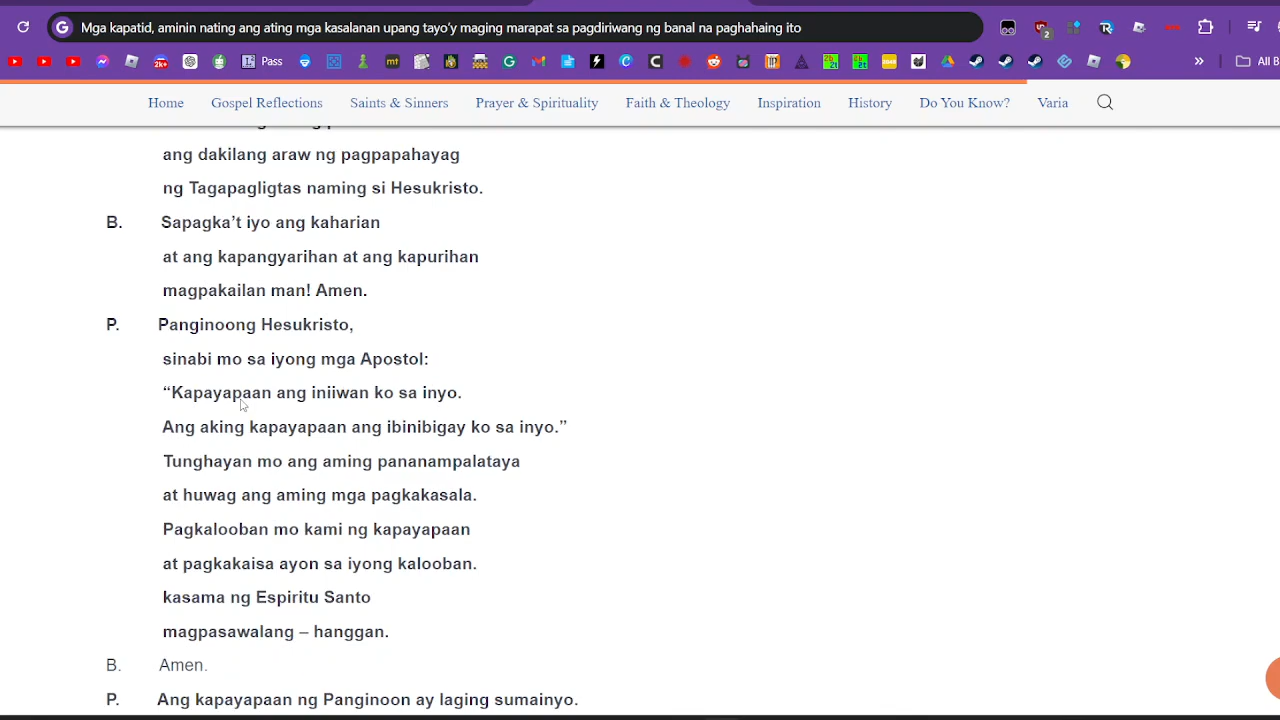 Mga kapatid, aminin nating ang ating mga kasalanan upang tayo'y maging marapat sa pagdiriwang ng banal na paghahaing ito
Pass
All B
Home Gospel Reflections Saints & Sinners Prayer & Spirituality Faith & Theology Inspiration History Do You Know? Varia
ang dakilang araw ng pagpapahayag
ng Tagapagligtas naming si Hesukristo.
B. Sapagka't iyo ang kaharian
at ang kapangyarihan at ang kapurihan
magpakailan man! Amen.
P. Panginoong Hesukristo,
sinabi mo sa iyong mga Apostol:
“Kapayapaan ang iniiwan ko sa inyo.
Ang aking kapayapaan ang ibinibigay ko sa inyo.”
Tunghayan mo ang aming pananampalataya
at huwag ang aming mga pagkakasala.
Pagkalooban mo kami ng kapayapaan
at pagkakaisa ayon sa iyong kalooban.
kasama ng Espiritu Santo
magpasawalang – hanggan.
B. Amen.
P. Ang kapayapaan ng Panginoon ay laging sumainyo.